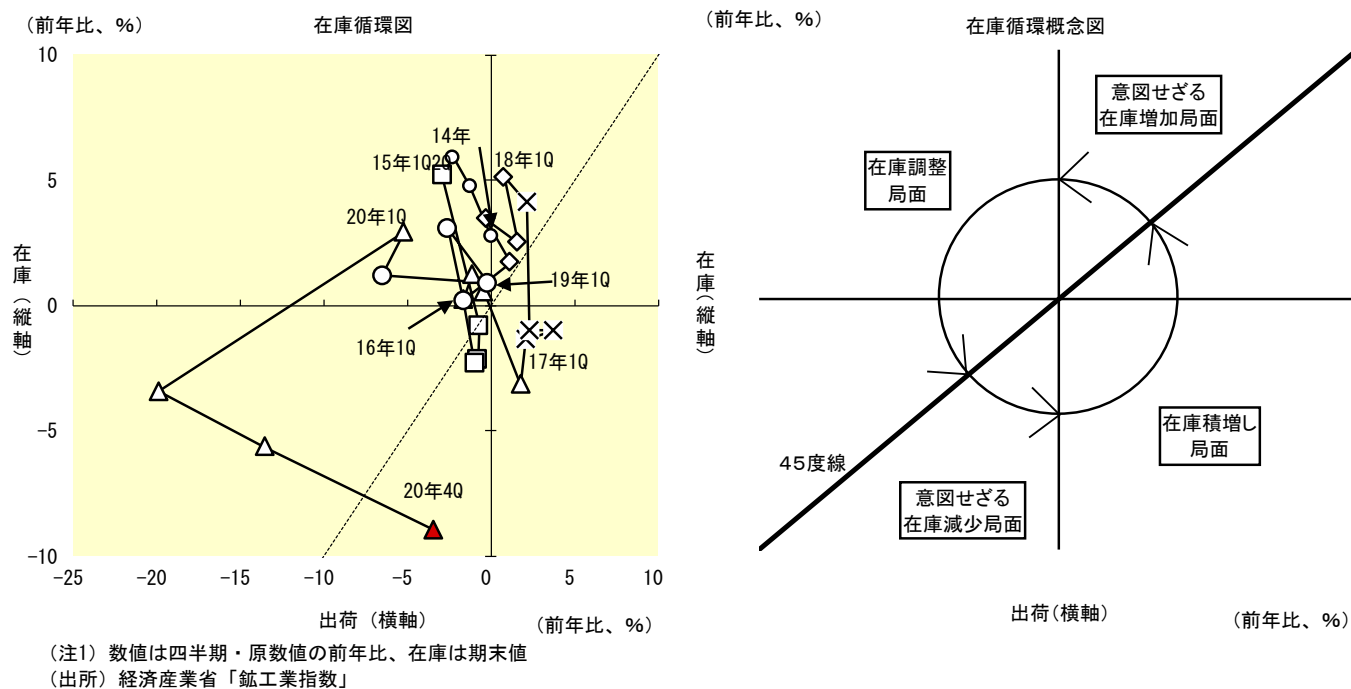 （前年比、%）
在庫循環図
10
5
0
-5
-10
-25
-20
-15
-10
-5
0
5
10
14年
15年1Q2Q
18年1Q
20年1Q
19年1Q
16年1Q
17年1Q
20年4Q
在庫（縦軸）
出荷（横軸）
（前年比、%）
（注1）数値は四半期・原数値の前年比、在庫は期末値
（出所）経済産業省「鉱工業指数」
（前年比、%）
在庫循環概念図
意図せざる
在庫増加局面
在庫調整
局面
在庫（縦軸）
45度線
在庫積増し
局面
意図せざる
在庫減少局面
出荷（横軸）
（前年比、%）